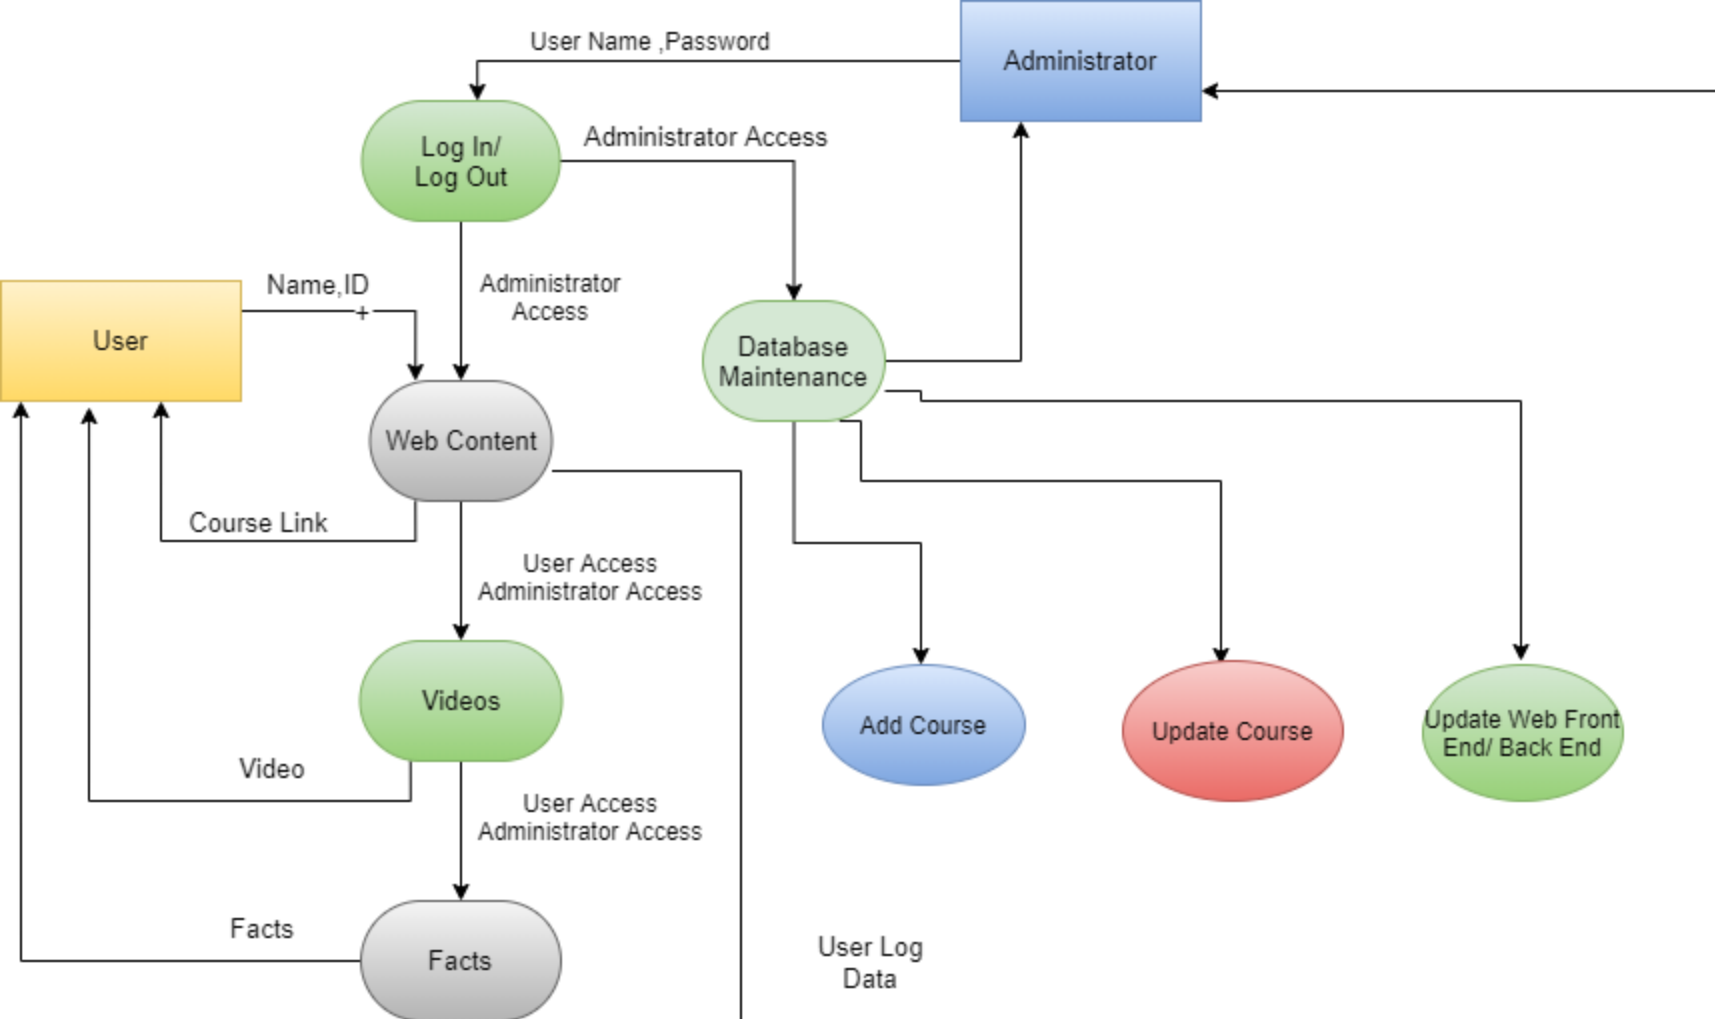 User Name ,Password
Administrator
Log In/
Log Out
Administrator Access
Name,ID
+
Administrator
Access
User
Database
Maintenance
Web Content
Course Link
User Access
Administrator Access
Videos
Add Course
Update Course
Update Web Front
End/ Back End
Video
User Access
Administrator Access
Facts
Facts
User Log
Data